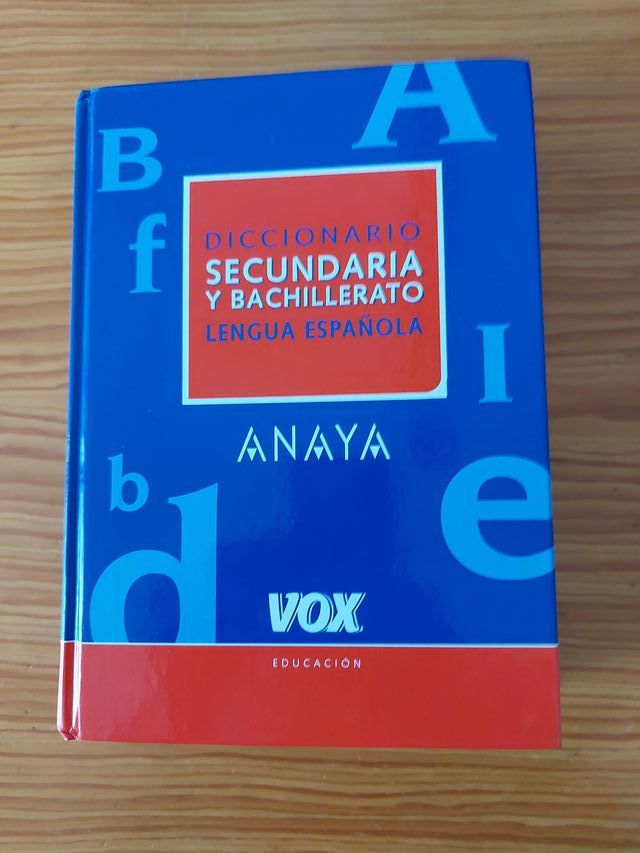 A
B
f
DICCIONARIO
SECUNDARIA
Y BACHILLERATO
LENGUA ESPAÑOLA
I
ANAYA
b
e
d
VOX
EDUCACIÓN